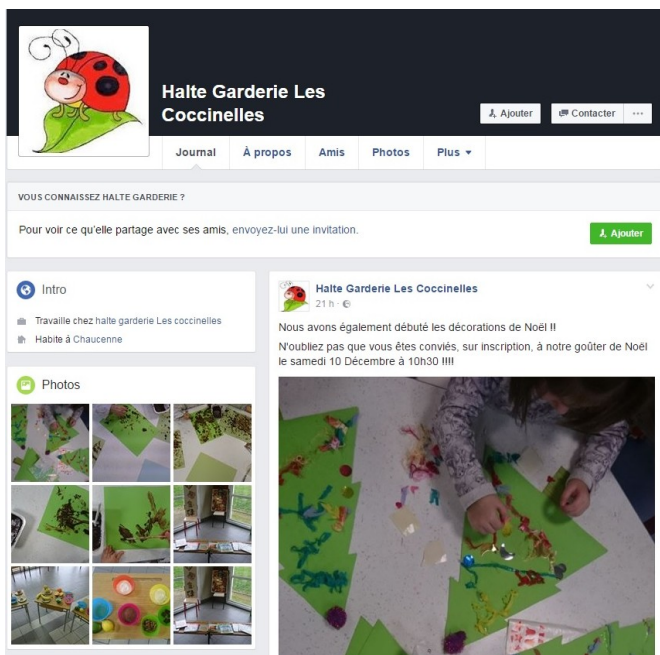 Halte Garderie Les
Coccinelles
Ajouter
Contacter
...
Journal
À propos
Amis
Photos
Plus
VOUS CONNAISSEZ HALTE GARDERIE ?
Pour voir ce qu'elle partage avec ses amis, envoyez-lui une invitation.
Ajouter
Intro
Travaille chez halte garderie Les coccinelles
Habite à Chaucenne
Photos
Halte Garderie Les Coccinelles
21 h ·
Nous avons également débuté les décorations de Noël !!
N'oubliez pas que vous êtes conviés, sur inscription, à notre goûter de Noël
le samedi 10 Décembre à 10h30 !!!!